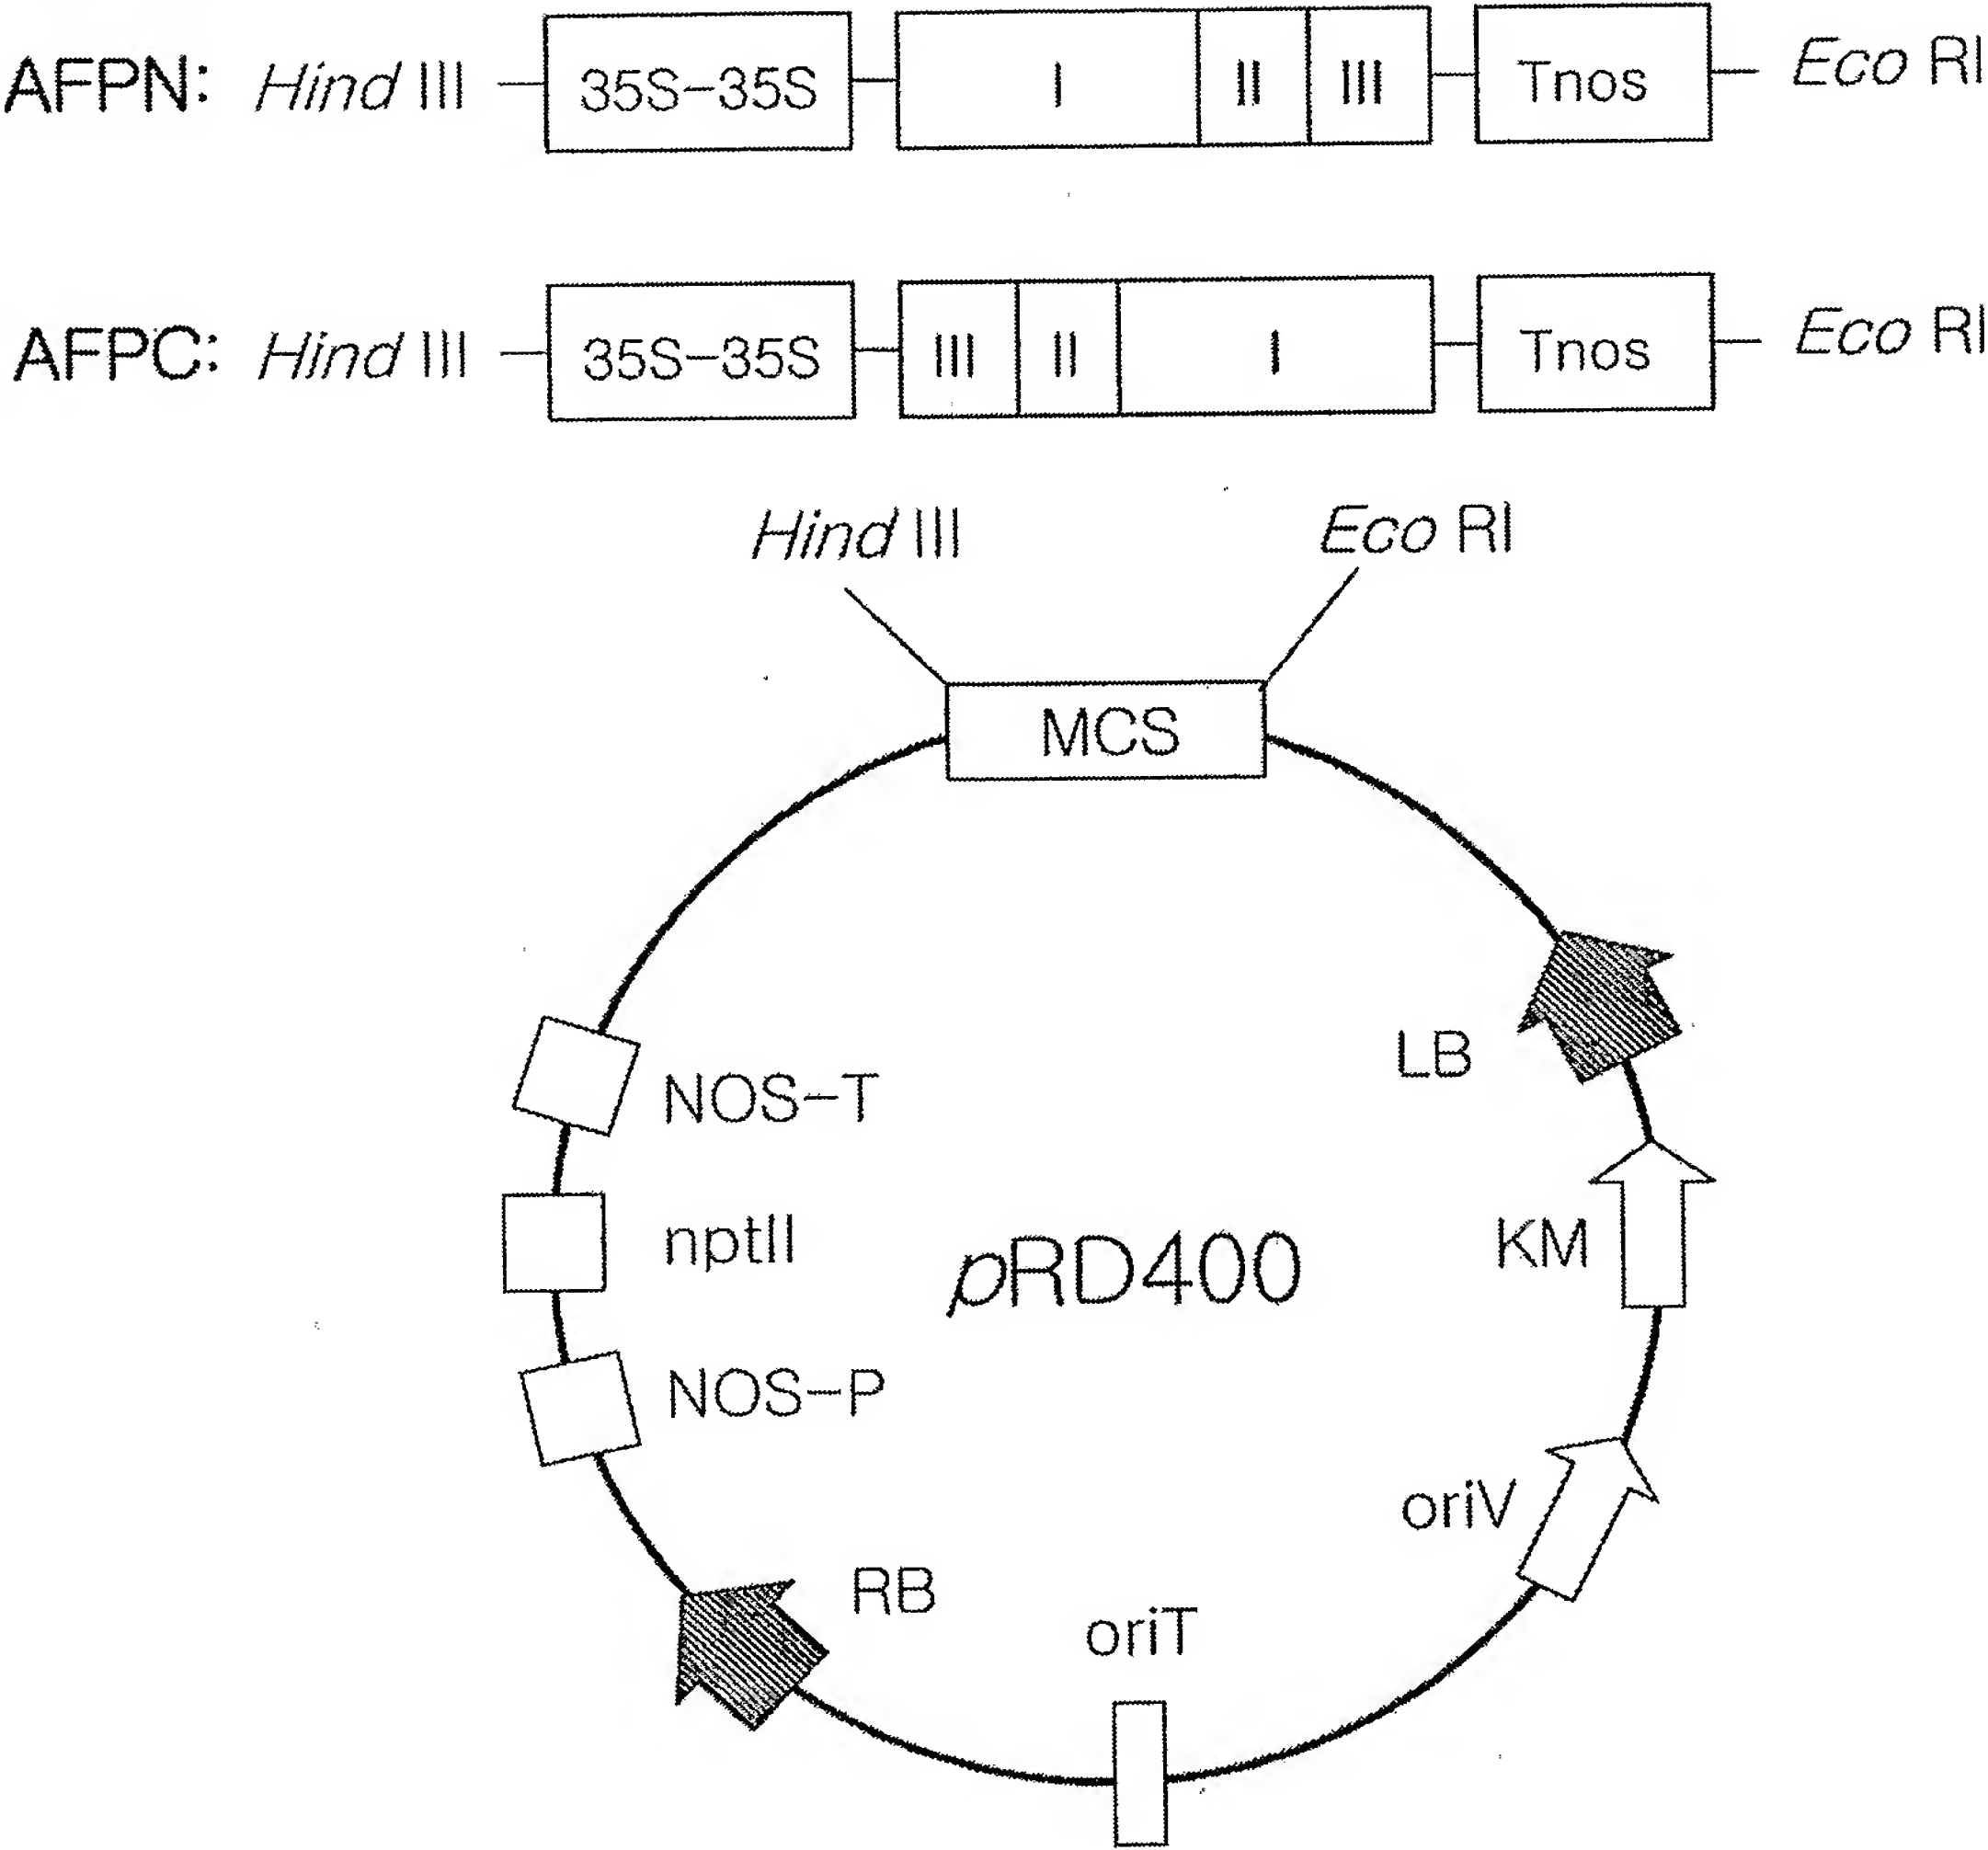 AFPN: Hind III 35S–35S I II III Tnos Eco RI
AFPC: Hind III 35S–35S III II I Tnos Eco RI
Hind III Eco RI
MCS
LB
NOS–T
KM
nptII
pRD400
NOS–P
oriV
RB
oriT